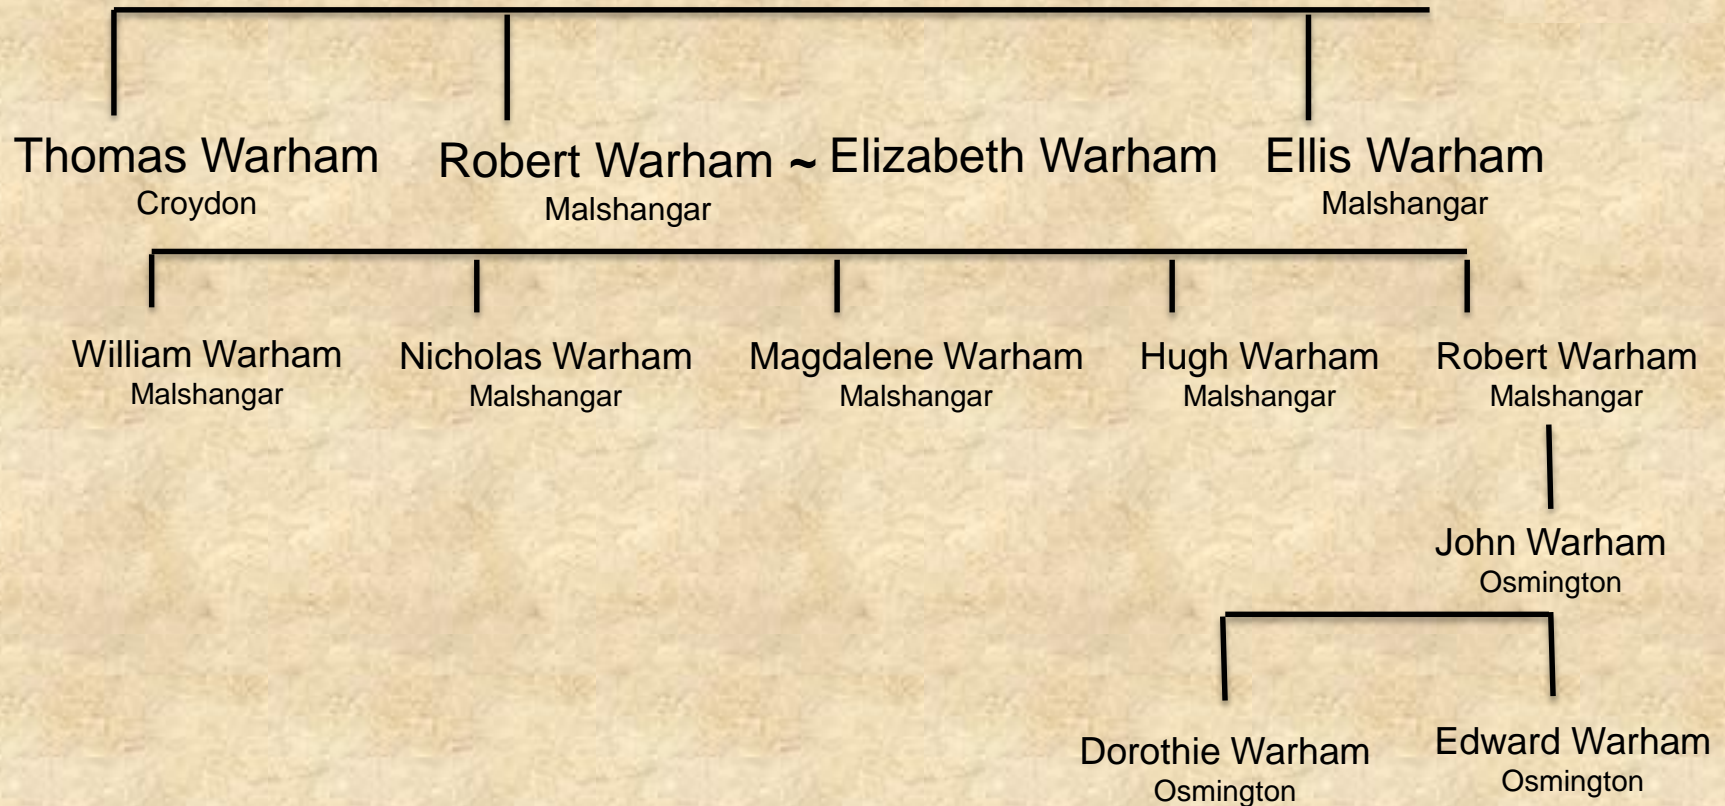 Thomas Warham
Croydon
Robert Warham ~ Elizabeth Warham
Malshangar
Ellis Warham
Malshangar
William Warham
Malshangar
Nicholas Warham
Malshangar
Magdalene Warham
Malshangar
Hugh Warham
Malshangar
Robert Warham
Malshangar
John Warham
Osmington
Dorothie Warham
Osmington
Edward Warham
Osmington